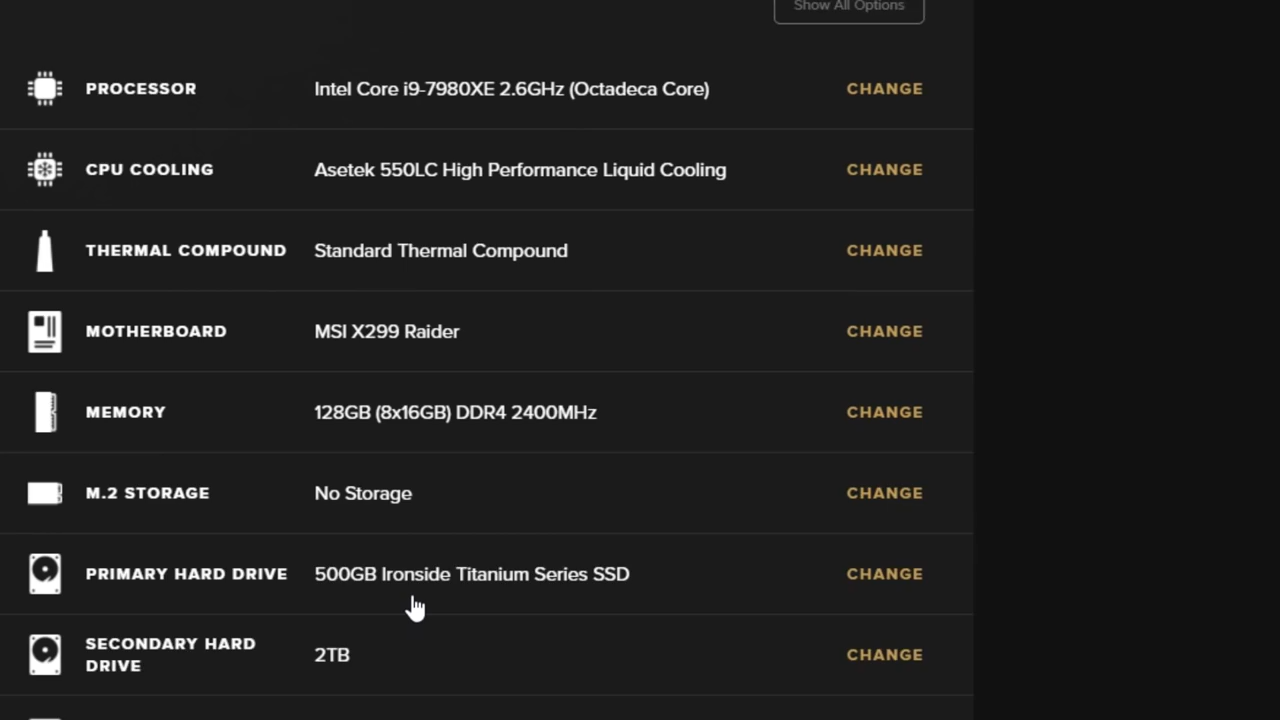 Show All Options
PROCESSOR Intel Core i9-7980XE 2.6GHz (Octadeca Core) CHANGE
CPU COOLING Asetek 550LC High Performance Liquid Cooling CHANGE
THERMAL COMPOUND Standard Thermal Compound CHANGE
MOTHERBOARD MSI X299 Raider CHANGE
MEMORY 128GB (8x16GB) DDR4 2400MHz CHANGE
M.2 STORAGE No Storage CHANGE
PRIMARY HARD DRIVE 500GB Ironside Titanium Series SSD CHANGE
SECONDARY HARD
DRIVE 2TB CHANGE